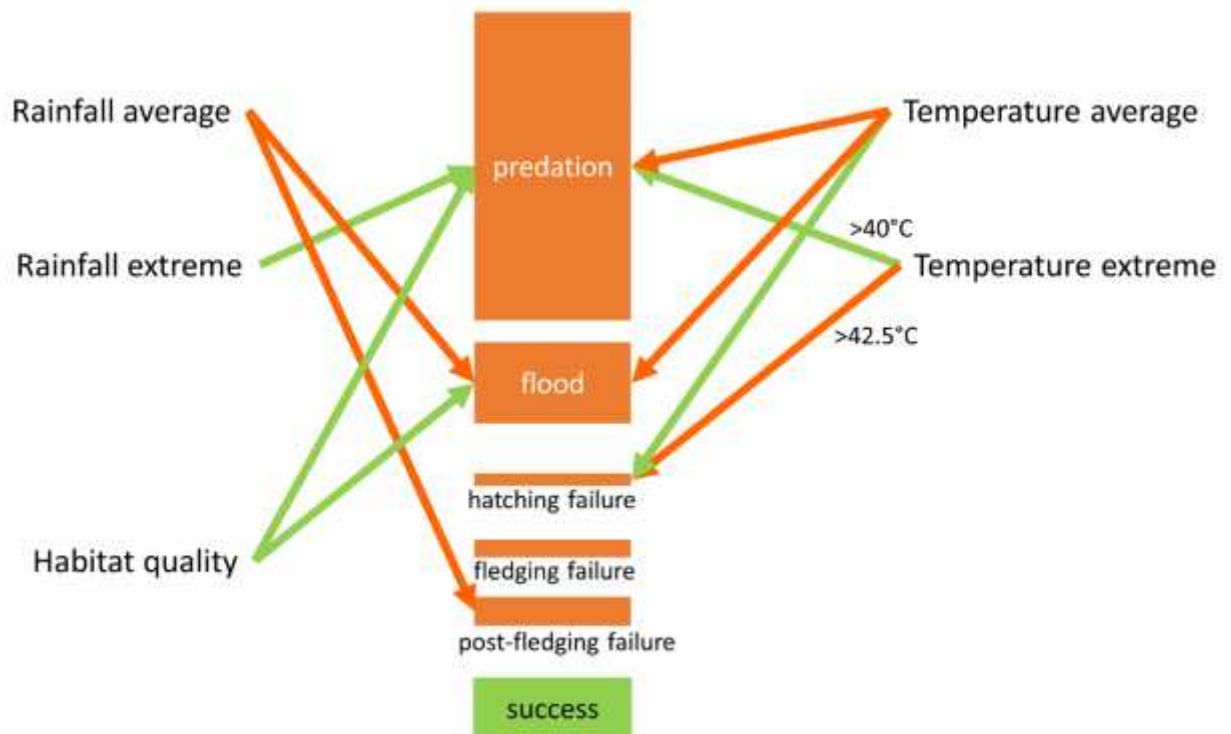 Rainfall average
Temperature average
predation
>40°C
Rainfall extreme
Temperature extreme
>42.5°C
flood
hatching failure
Habitat quality
fledging failure
post-fledging failure
success